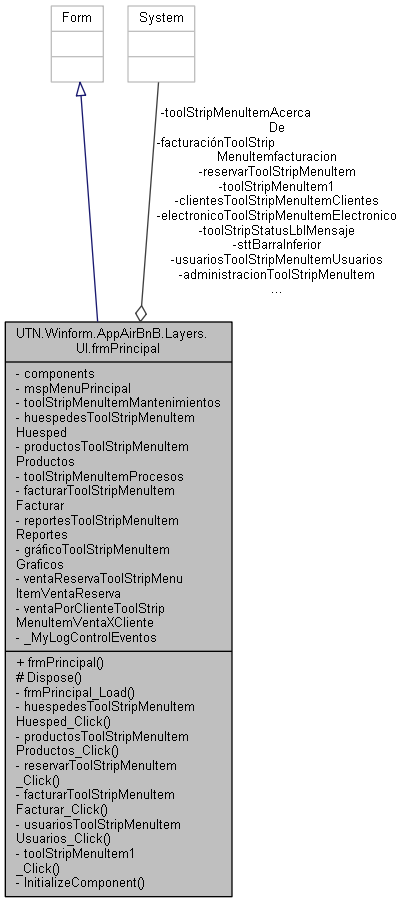 Form
System
-toolStripMenuItemAcerca
De
-facturaciónToolStrip
MenuItemfacturacion
-reservarToolStripMenuItem
-toolStripMenuItem1
-clientesToolStripMenuItemClientes
-electronicoToolStripMenuItemElectronico
-toolStripStatusLblMensaje
-sttBarraInferior
-usuariosToolStripMenuItemUsuarios
-administracionToolStripMenuItem
...
UTN.Winform.AppAirBnB.Layers.
UI.frmPrincipal
- components
- mspMenuPrincipal
- toolStripMenuItemMantenimientos
- huespedesToolStripMenuItem
Huesped
- productosToolStripMenuItem
Productos
- toolStripMenuItemProcesos
- facturarToolStripMenuItem
Facturar
- reportesToolStripMenuItem
Reportes
- gráficoToolStripMenuItem
Graficos
- ventaReservaToolStripMenu
ItemVentaReserva
- ventaPorClienteToolStrip
MenuItemVentaXCliente
- _MyLogControlEventos
+ frmPrincipal()
# Dispose()
- frmPrincipal_Load()
- huespedesToolStripMenuItem
Huesped_Click()
- productosToolStripMenuItem
Productos_Click()
- reservarToolStripMenuItem
_Click()
- facturarToolStripMenuItem
Facturar_Click()
- usuariosToolStripMenuItem
Usuarios_Click()
- toolStripMenuItem1
_Click()
- InitializeComponent()